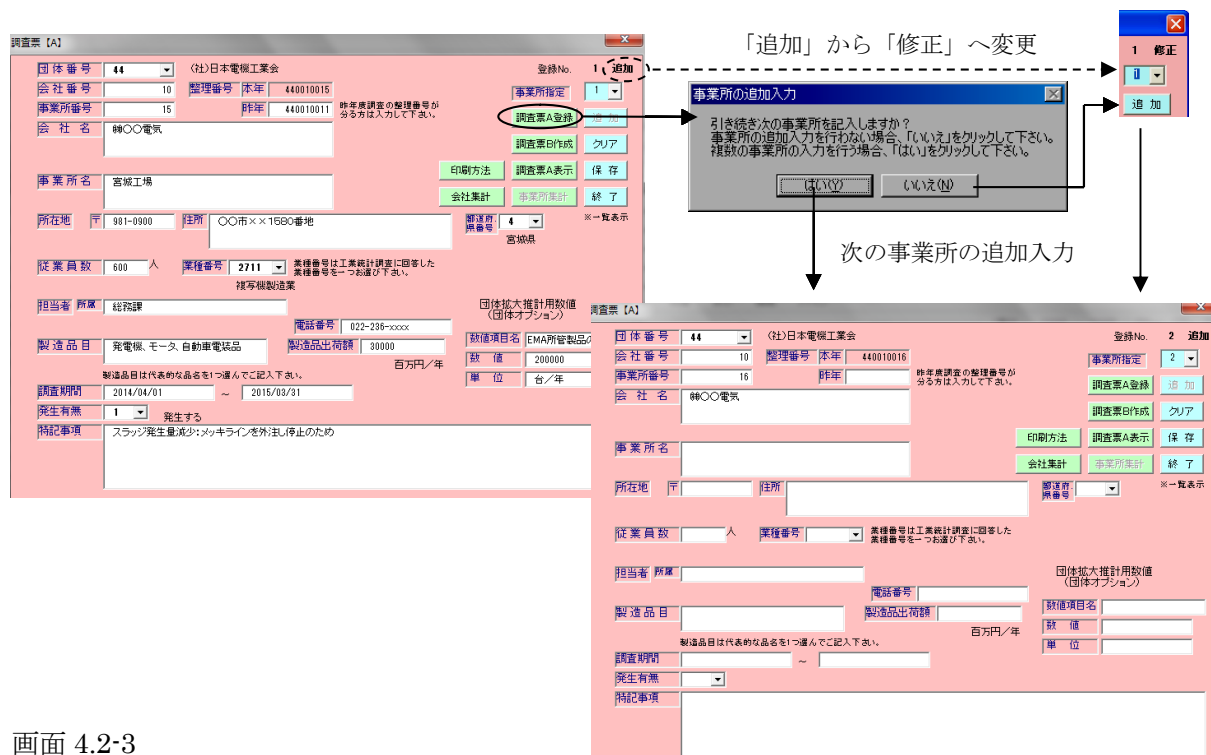 「追加」から「修正」へ変更
1 修正
1
追 加
調査票【A】
団体番号 44 (社)日本電機工業会 登録No. 1 追加
会社番号 10 整理番号 本年 440010015 事業所指定 1
事業所番号 15 昨年 440010011 昨年度調査の整理番号が
分る方は入力して下さい。
会 社 名 ㈱○○電気 調査票A登録 追 加
調査票B作成 クリア
印刷方法 調査票A表示 保 存
事業所名 宮城工場
会社集計 事業所集計 終 了
所在地 〒 981-0900 住所 ○○市××1580番地 都道府県番号 4 ※一覧表示
宮城県
従業員数 600 人 業種番号 2711 業種番号は工業統計調査に回答した
業種番号を一つお選び下さい。
複写機製造業
担当者 所属 総務課 団体拡大推計用数値
(団体オプション)
電話番号 022-236-xxxx
製造品目 発電機、モータ、自動車電装品 製造品出荷額 30000 数値項目名 EMA所管製品の
百万円/年 数 値 200000
製造品目は代表的な品名を1つ選んでご記入下さい。 単 位 台/年
調査期間 2014/04/01 ～ 2015/03/31
発生有無 1 発生する
特記事項 スラッジ発生量減少:メッキラインを外注し停止のため
事業所の追加入力
引き続き次の事業所を記入しますか?
事業所の追加入力を行わない場合、「いいえ」をクリックして下さい。
複数の事業所の入力を行う場合、「はい」をクリックして下さい。
はい(Y) いいえ(N)
次の事業所の追加入力
調査票【A】
団体番号 44 (社)日本電機工業会 登録No. 2 追加
会社番号 10 整理番号 本年 440010016 事業所指定 2
事業所番号 16 昨年 昨年度調査の整理番号が
分る方は入力して下さい。
会 社 名 ㈱○○電気 調査票A登録 追 加
調査票B作成 クリア
印刷方法 調査票A表示 保 存
事業所名
会社集計 事業所集計 終 了
所在地 〒 住所 都道府県番号 ※一覧表示
従業員数 人 業種番号 業種番号は工業統計調査に回答した
業種番号を一つお選び下さい。
担当者 所属 団体拡大推計用数値
(団体オプション)
電話番号
製造品目 製造品出荷額 数値項目名
百万円/年 数 値
製造品目は代表的な品名を1つ選んでご記入下さい。 単 位
調査期間 ～
発生有無
特記事項
画面 4.2-3